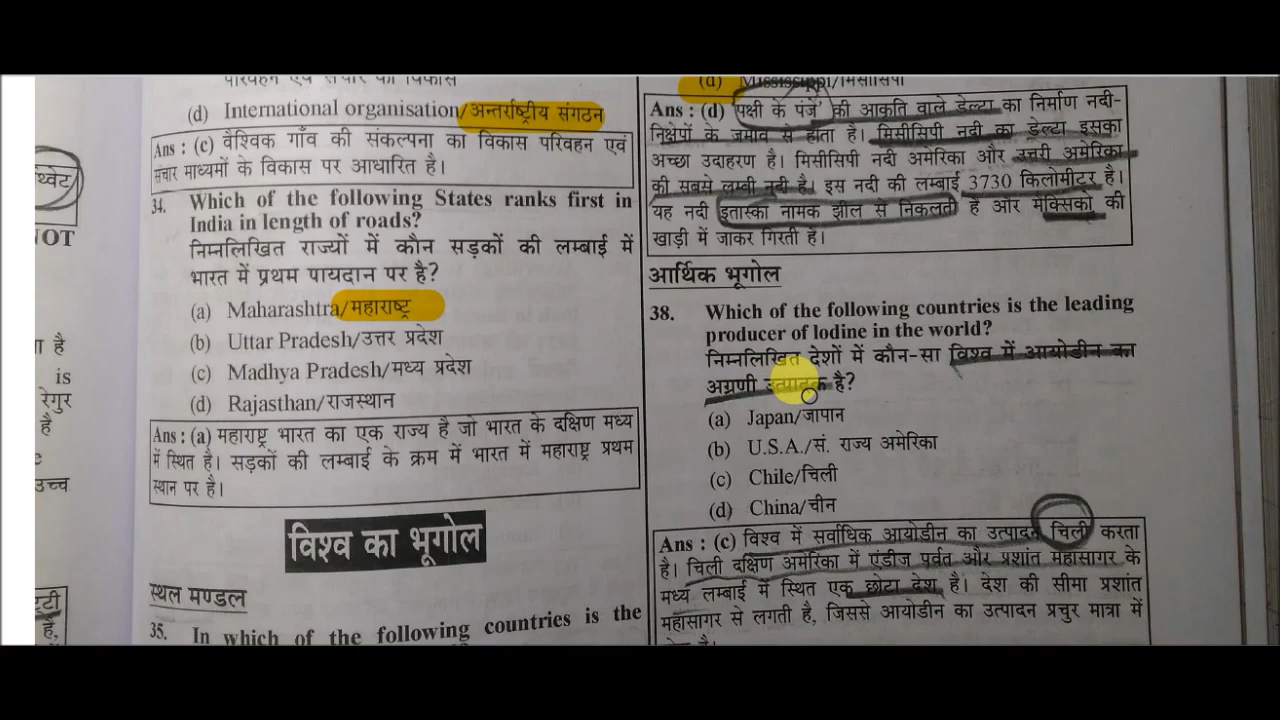 थ्वेट
NOT
ा है
is
रेगुर
है
उच्च
है,
परिवहन एवं संचार का विकास
(d) International organisation/अन्तर्राष्ट्रीय संगठन
Ans : (c) वैश्विक गाँव की संकल्पना का विकास परिवहन एवं
संचार माध्यमों के विकास पर आधारित है।
34. Which of the following States ranks first in
India in length of roads?
निम्नलिखित राज्यों में कौन सड़कों की लम्बाई में
भारत में प्रथम पायदान पर है?
(a) Maharashtra/महाराष्ट्र
(b) Uttar Pradesh/उत्तर प्रदेश
(c) Madhya Pradesh/मध्य प्रदेश
(d) Rajasthan/राजस्थान
Ans : (a) महाराष्ट्र भारत का एक राज्य है जो भारत के दक्षिण मध्य
में स्थित है। सड़कों की लम्बाई के क्रम में भारत में महाराष्ट्र प्रथम
स्थान पर है।
विश्व का भूगोल
स्थल मण्डल
35. In which of the following countries is the
(d) Mississippi/मिसीसिपी
Ans : (d) 'पक्षी के पंजे' की आकृति वाले डेल्टा का निर्माण नदी-
निक्षेपों के जमाव से होता है। मिसीसिपी नदी का डेल्टा इसका
अच्छा उदाहरण है। मिसीसिपी नदी अमेरिका और उत्तरी अमेरिका
की सबसे लम्बी नदी है। इस नदी की लम्बाई 3730 किलोमीटर है।
यह नदी इतास्का नामक झील से निकलती है और मेक्सिको की
खाड़ी में जाकर गिरती है।
आर्थिक भूगोल
38. Which of the following countries is the leading
producer of Iodine in the world?
निम्नलिखित देशों में कौन-सा विश्व में आयोडीन का
अग्रणी उत्पादक है?
(a) Japan/जापान
(b) U.S.A./सं. राज्य अमेरिका
(c) Chile/चिली
(d) China/चीन
Ans : (c) विश्व में सर्वाधिक आयोडीन का उत्पादन चिली करता
है। चिली दक्षिण अमेरिका में एंडीज पर्वत और प्रशांत महासागर के
मध्य लम्बाई में स्थित एक छोटा देश है। देश की सीमा प्रशांत
महासागर से लगती है, जिससे आयोडीन का उत्पादन प्रचुर मात्रा में